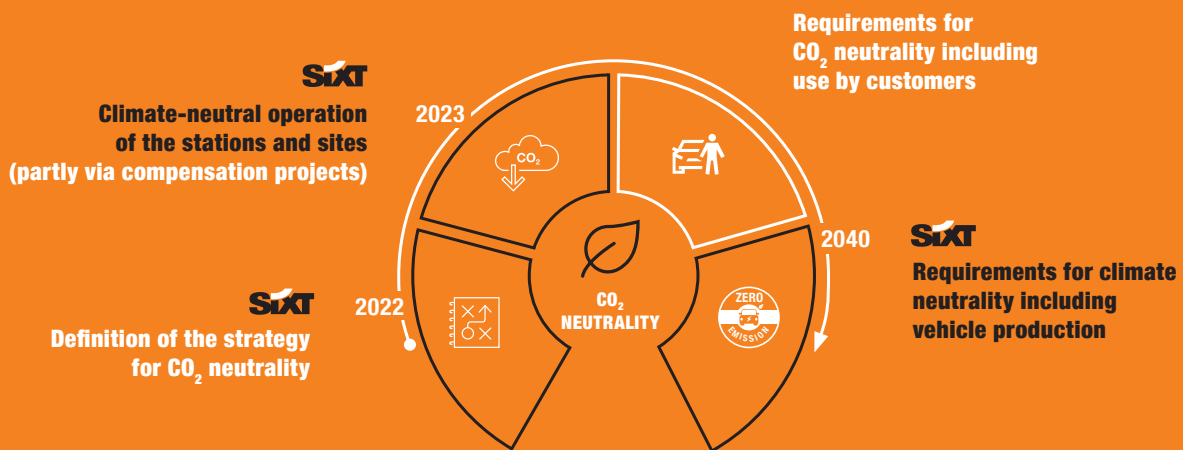 SIXT
Climate-neutral operation
of the stations and sites
(partly via compensation projects)
2023
CO₂
Requirements for
CO₂ neutrality including
use by customers
2040
SIXT
Requirements for climate
neutrality including
vehicle production
SIXT
2022
Definition of the strategy
for CO₂ neutrality
CO₂
NEUTRALITY
ZERO
EMISSION